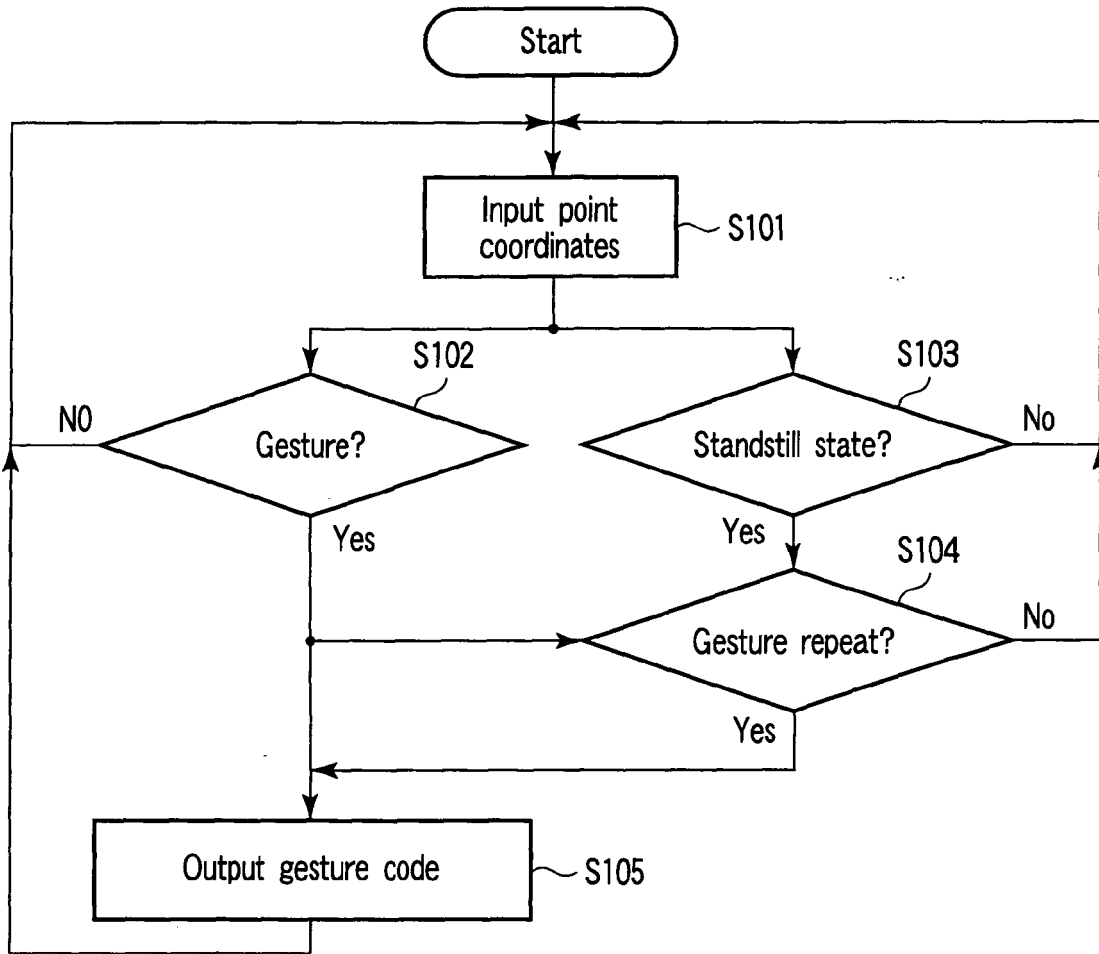 Start
Input point
coordinates
S101
S102
S103
NO
Gesture?
Standstill state?
No
Yes
Yes
S104
Gesture repeat?
No
Yes
Output gesture code
S105